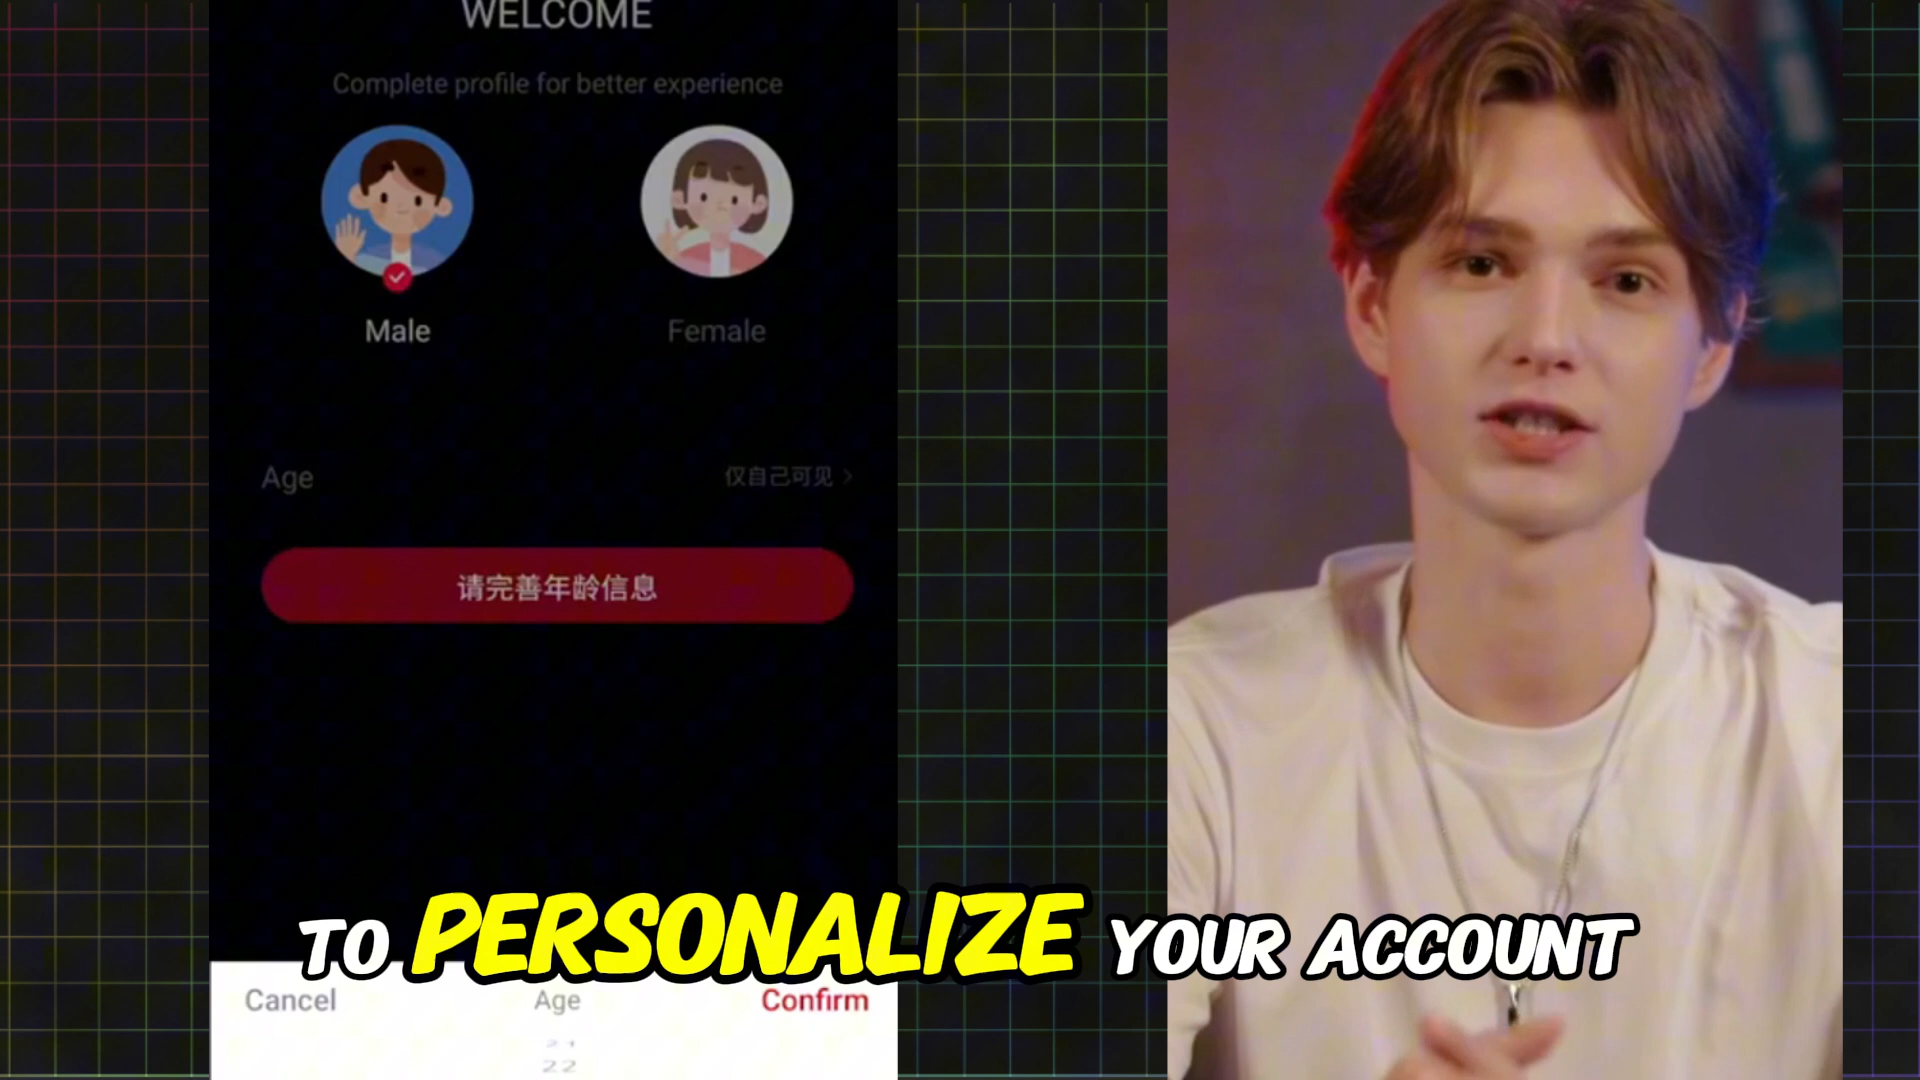 WELCOME
Complete profile for better experience
Male
Female
Age
仅自己可见 >
请完善年龄信息
TO PERSONALIZE YOUR ACCOUNT
Cancel
Age
Confirm
22